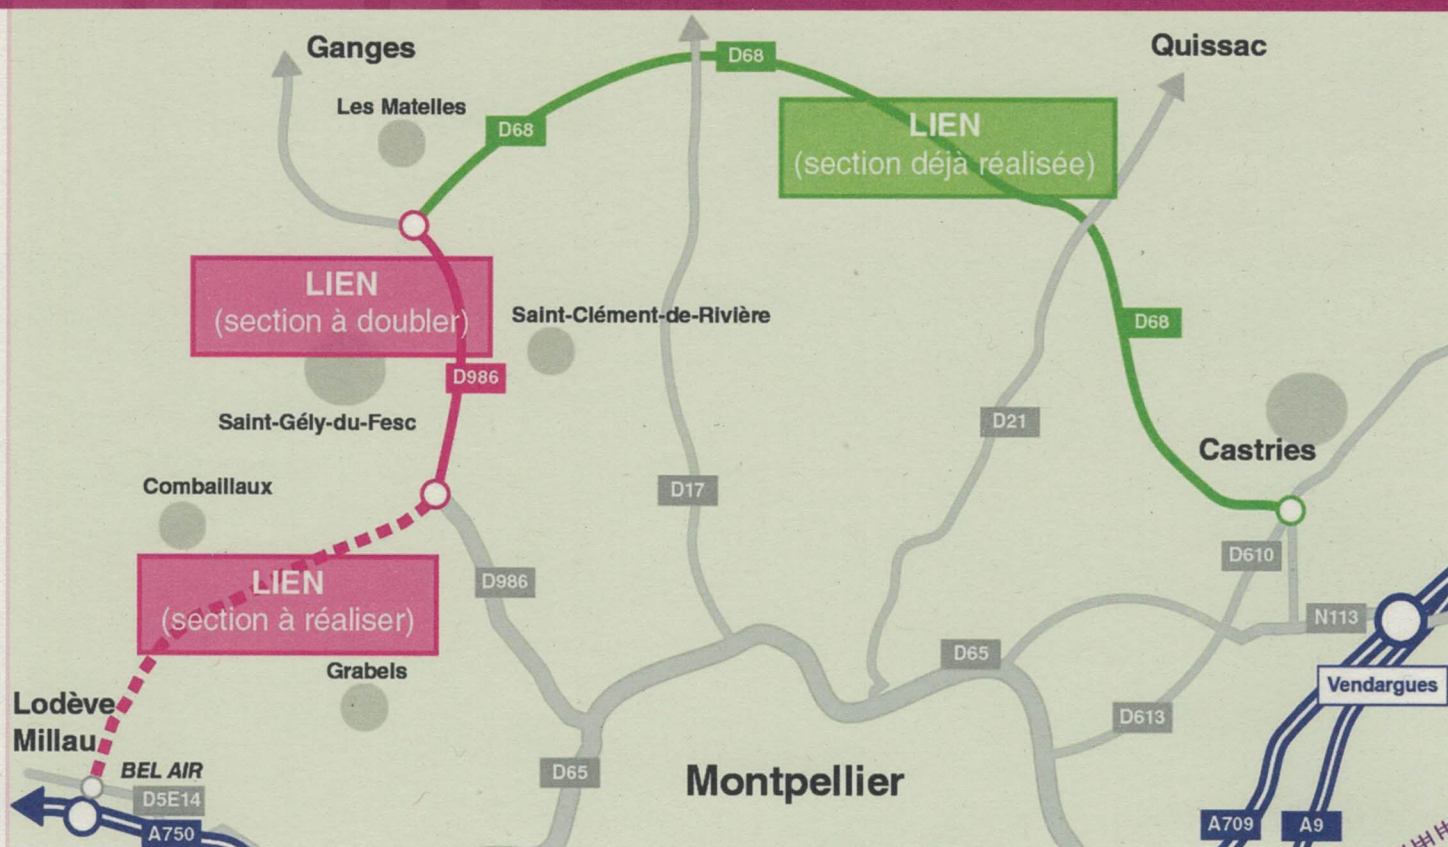 Ganges
Quissac
D68
Les Matelles
D68
LIEN
(section déjà réalisée)
LIEN
(section à doubler)
Saint-Clément-de-Rivière
D68
D986
Saint-Gély-du-Fesc
D21
Castries
Combaillaux
D17
D610
LIEN
(section à réaliser)
D986
N113
D65
Grabels
Vendargues
Lodève
Millau
D613
BEL AIR
D65
Montpellier
D5E14
A750
A709
A9